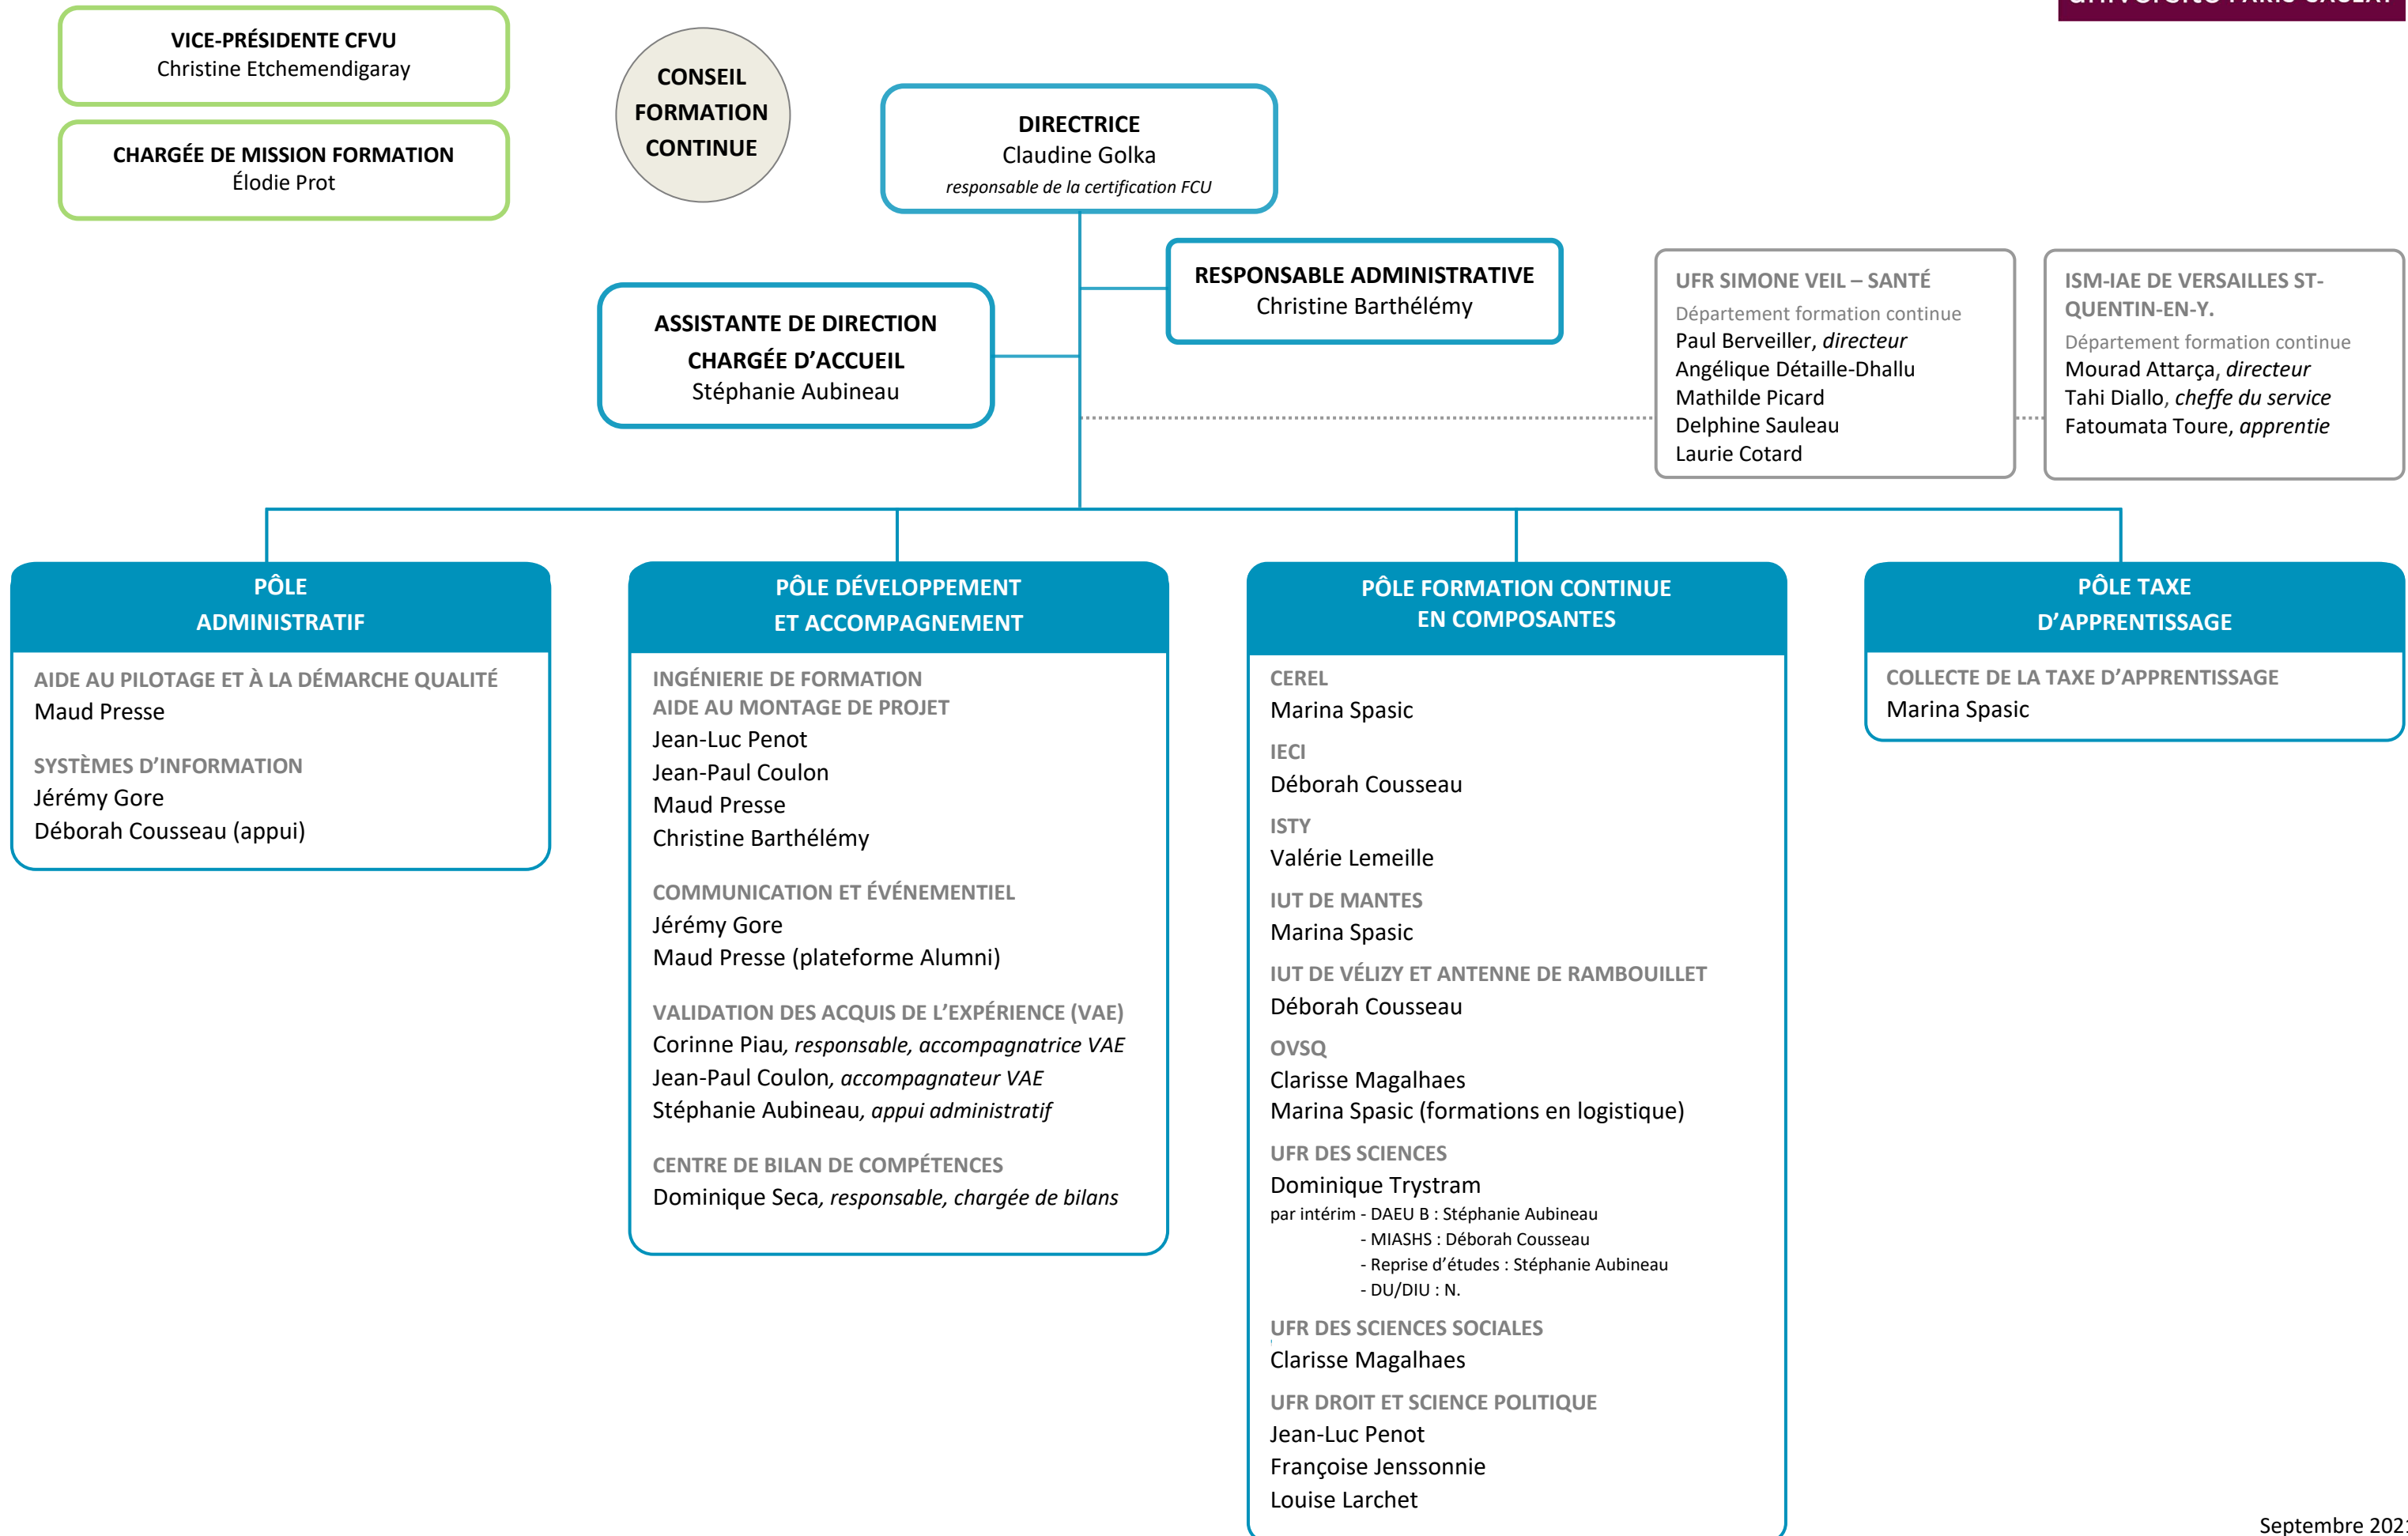 université PARIS-SACLAY
VICE-PRÉSIDENTE CFVU
Christine Etchemendigaray
CHARGÉE DE MISSION FORMATION
Élodie Prot
CONSEIL
FORMATION
CONTINUE
DIRECTRICE
Claudine Golka
responsable de la certification FCU
RESPONSABLE ADMINISTRATIVE
Christine Barthélémy
ASSISTANTE DE DIRECTION
CHARGÉE D’ACCUEIL
Stéphanie Aubineau
UFR SIMONE VEIL – SANTÉ
Département formation continue
Paul Berveiller, directeur
Angélique Détaille-Dhallu
Mathilde Picard
Delphine Sauleau
Laurie Cotard
ISM-IAE DE VERSAILLES ST-
QUENTIN-EN-Y.
Département formation continue
Mourad Attarça, directeur
Tahi Diallo, cheffe du service
Fatoumata Toure, apprentie
PÔLE
ADMINISTRATIF
AIDE AU PILOTAGE ET À LA DÉMARCHE QUALITÉ
Maud Presse
SYSTÈMES D’INFORMATION
Jérémy Gore
Déborah Cousseau (appui)
PÔLE DÉVELOPPEMENT
ET ACCOMPAGNEMENT
INGÉNIERIE DE FORMATION
AIDE AU MONTAGE DE PROJET
Jean-Luc Penot
Jean-Paul Coulon
Maud Presse
Christine Barthélémy
COMMUNICATION ET ÉVÉNEMENTIEL
Jérémy Gore
Maud Presse (plateforme Alumni)
VALIDATION DES ACQUIS DE L’EXPÉRIENCE (VAE)
Corinne Piau, responsable, accompagnatrice VAE
Jean-Paul Coulon, accompagnateur VAE
Stéphanie Aubineau, appui administratif
CENTRE DE BILAN DE COMPÉTENCES
Dominique Seca, responsable, chargée de bilans
PÔLE FORMATION CONTINUE
EN COMPOSANTES
CEREL
Marina Spasic
IECI
Déborah Cousseau
ISTY
Valérie Lemeille
IUT DE MANTES
Marina Spasic
IUT DE VÉLIZY ET ANTENNE DE RAMBOUILLET
Déborah Cousseau
OVSQ
Clarisse Magalhaes
Marina Spasic (formations en logistique)
UFR DES SCIENCES
Dominique Trystram
par intérim - DAEU B : Stéphanie Aubineau
- MIASHS : Déborah Cousseau
- Reprise d’études : Stéphanie Aubineau
- DU/DIU : N.
UFR DES SCIENCES SOCIALES
Clarisse Magalhaes
UFR DROIT ET SCIENCE POLITIQUE
Jean-Luc Penot
Françoise Jenssonnie
Louise Larchet
PÔLE TAXE
D’APPRENTISSAGE
COLLECTE DE LA TAXE D’APPRENTISSAGE
Marina Spasic
Septembre